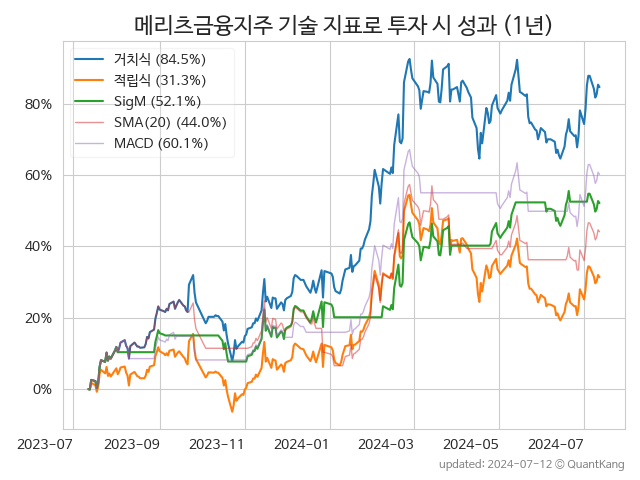 메리츠금융지주 기술 지표로 투자 시 성과 (1년)
거치식 (84.5%)
적립식 (31.3%)
SigM (52.1%)
SMA(20) (44.0%)
MACD (60.1%)
80%
60%
40%
20%
0%
2023-07 2023-09 2023-11 2024-01 2024-03 2024-05 2024-07
updated: 2024-07-12 © QuantKang